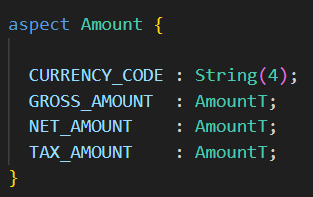 aspect Amount {
CURRENCY_CODE : String(4);
GROSS_AMOUNT : AmountT;
NET_AMOUNT : AmountT;
TAX_AMOUNT : AmountT;
}